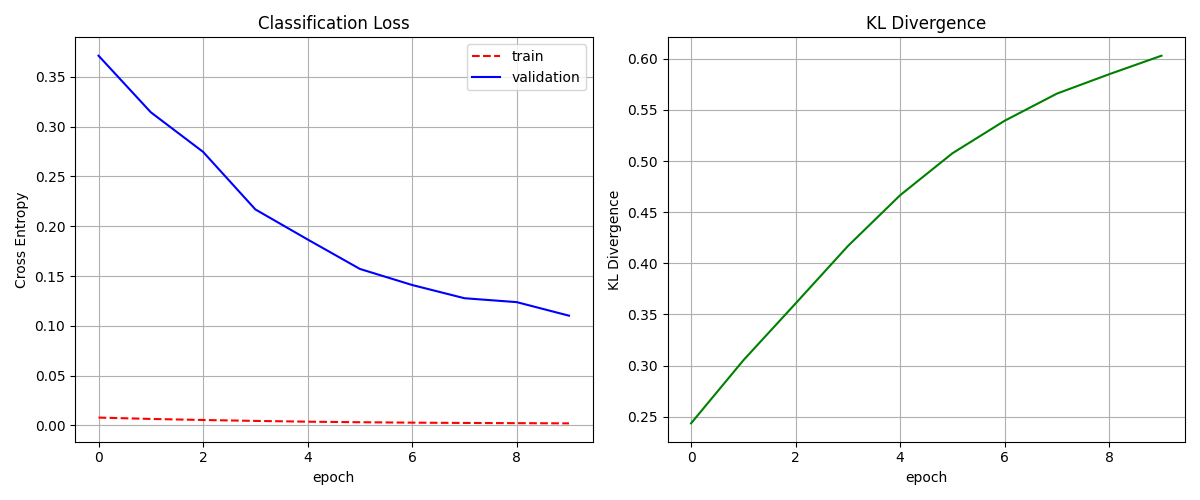 Classification Loss
train
validation
Cross Entropy
0.35
0.30
0.25
0.20
0.15
0.10
0.05
0.00
0 2 4 6 8
epoch
KL Divergence
KL Divergence
0.60
0.55
0.50
0.45
0.40
0.35
0.30
0.25
0 2 4 6 8
epoch